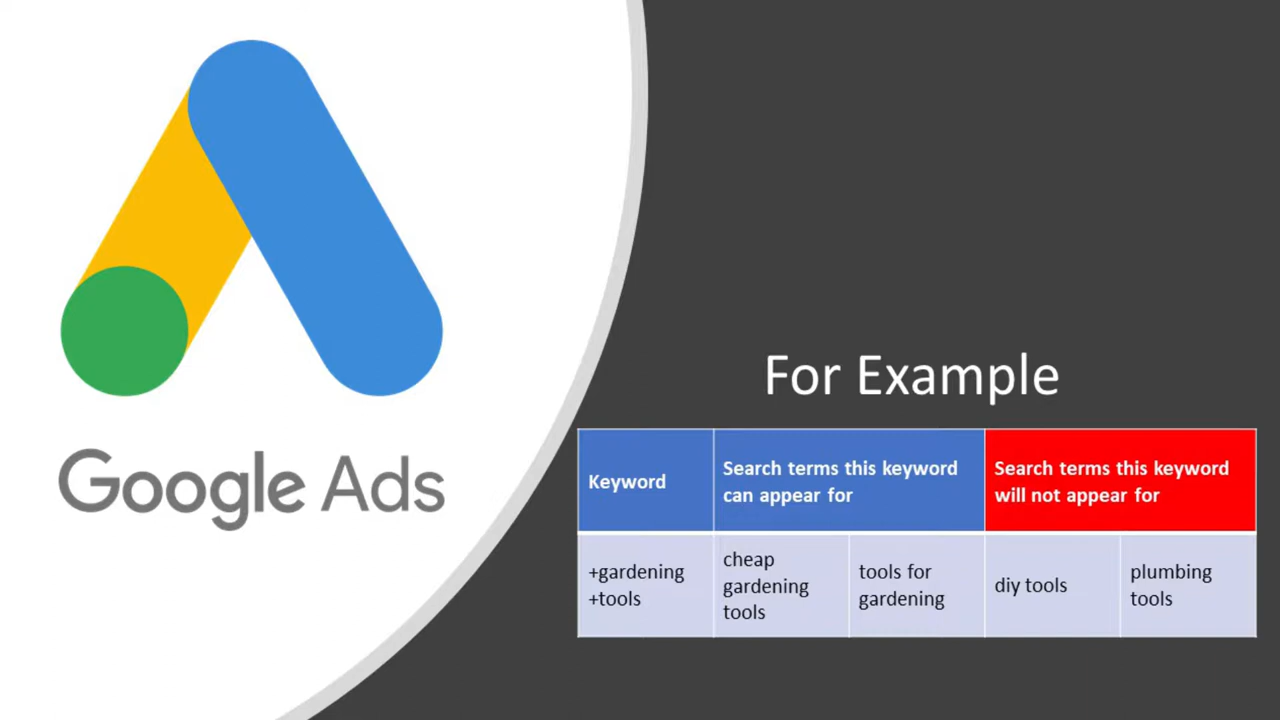 Google Ads
For Example
Keyword
Search terms this keyword
can appear for
Search terms this keyword
will not appear for
+gardening
+tools
cheap
gardening
tools
tools for
gardening
diy tools
plumbing
tools